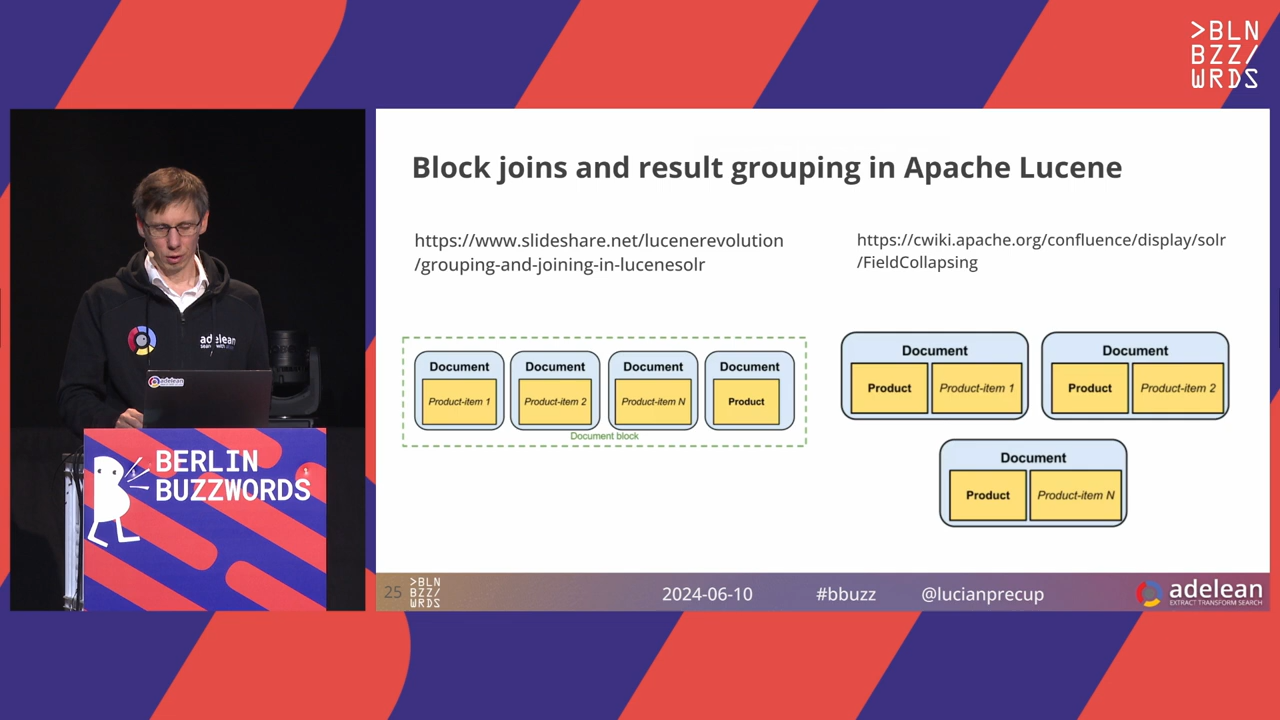 >BLN
BZZ/
WRDS
Block joins and result grouping in Apache Lucene
https://www.slideshare.net/lucenerevolution
/grouping-and-joining-in-lucenesolr
https://cwiki.apache.org/confluence/display/solr
/FieldCollapsing
Document
Product-item 1
Document
Product-item 2
Document
Product-item N
Document
Product
Document block
Document
Product
Product-item 1
Document
Product
Product-item 2
Document
Product
Product-item N
adelean
adelean
BERLIN
BUZZWORDS
25
>BLN
BZZ/
WRDS
2024-06-10
#bbuzz
@lucianprecup
adelean
EXTRACT TRANSFORM SEARCH